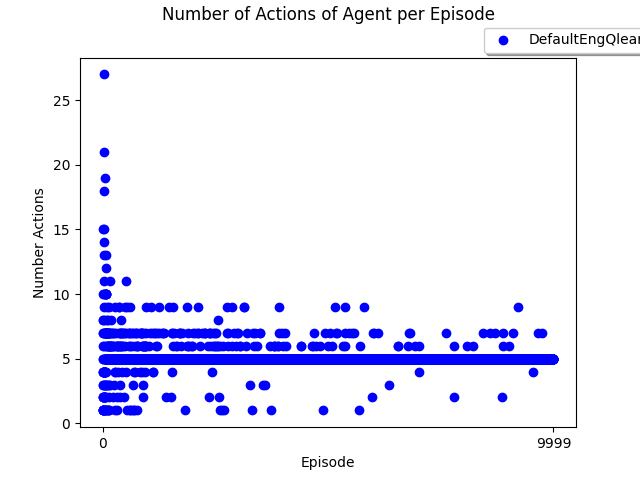 Number of Actions of Agent per Episode
DefaultEngQlear
25
20
15
10
5
0
Number Actions
0 9999
Episode